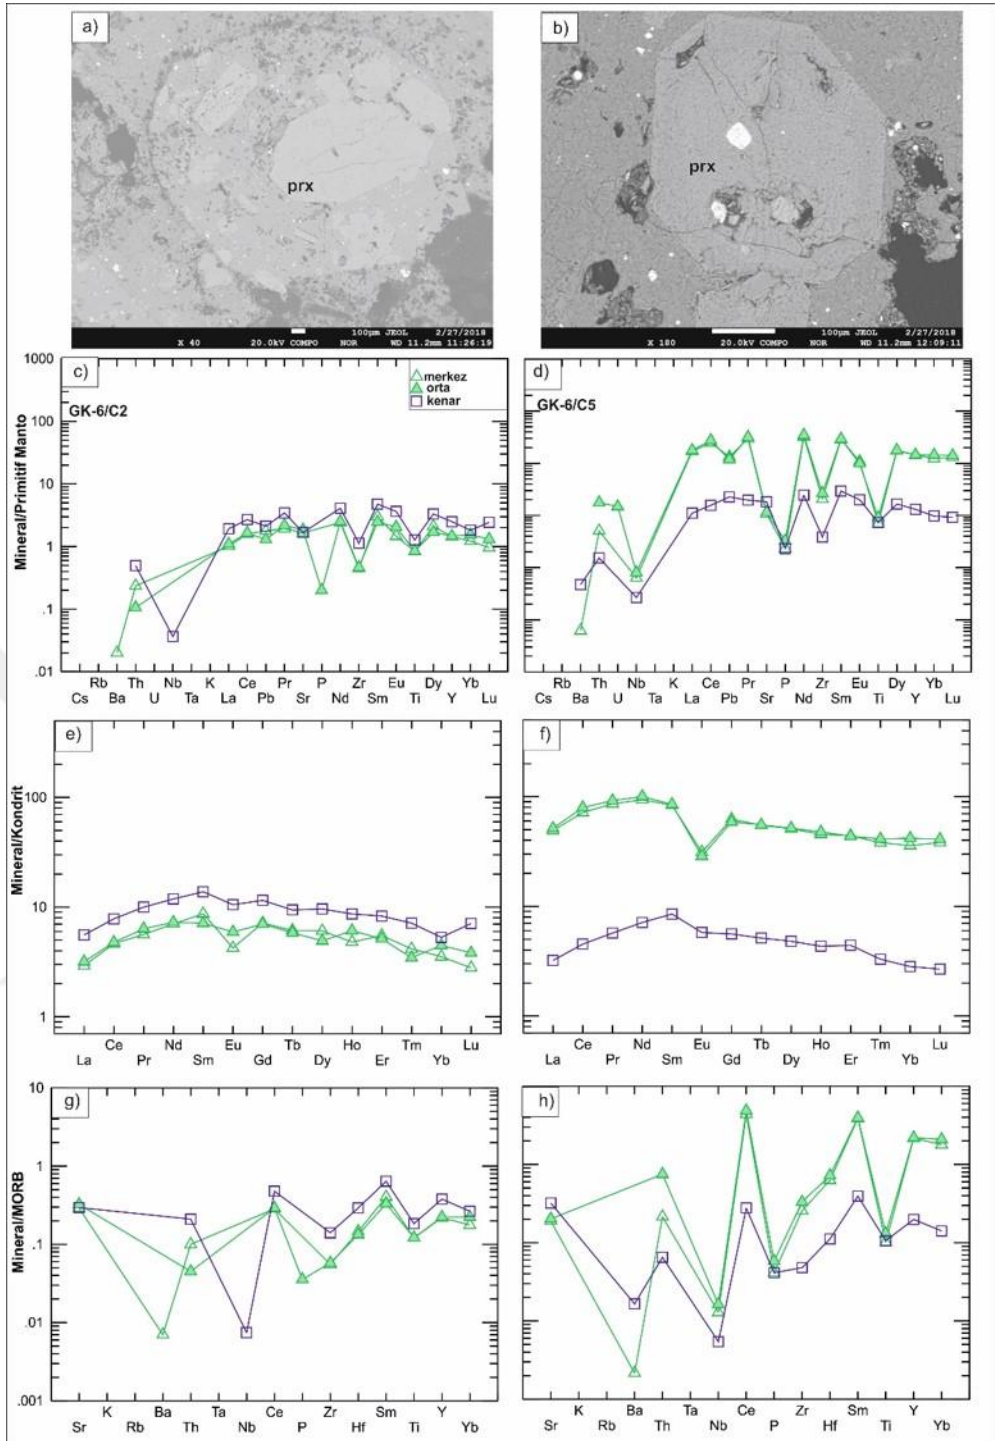 a)
prx
100µm JEOL 2/27/2018
X 40 20.0kV COMPO NOR WD 11.2mm 11:26:19
b)
prx
100µm JEOL 2/27/2018
X 180 20.0kV COMPO NOR WD 11.2mm 12:09:11
c)
GK-6/C2
merkez
orta
kenar
Mineral/Primitif Manto
1000
100
10
1
.1
.01
Rb Th Nb K Ce Pr P Zr Eu Dy Yb
Cs Ba U Ta La Pb Sr Nd Sm Ti Y Lu
d)
GK-6/C5
Rb Th Nb K Ce Pr P Zr Eu Dy Yb
Cs Ba U Ta La Pb Sr Nd Sm Ti Y Lu
e)
Mineral/Kondrit
100
10
1
Ce Nd Eu Tb Ho Tm Lu
La Pr Sm Gd Dy Er Yb
f)
Ce Nd Eu Tb Ho Tm Lu
La Pr Sm Gd Dy Er Yb
g)
Mineral/MORB
10
1
.1
.01
.001
K Ba Ta Ce Zr Sm Y
Sr Rb Th Nb P Hf Ti Yb
h)
K Ba Ta Ce Zr Sm Y
Sr Rb Th Nb P Hf Ti Yb